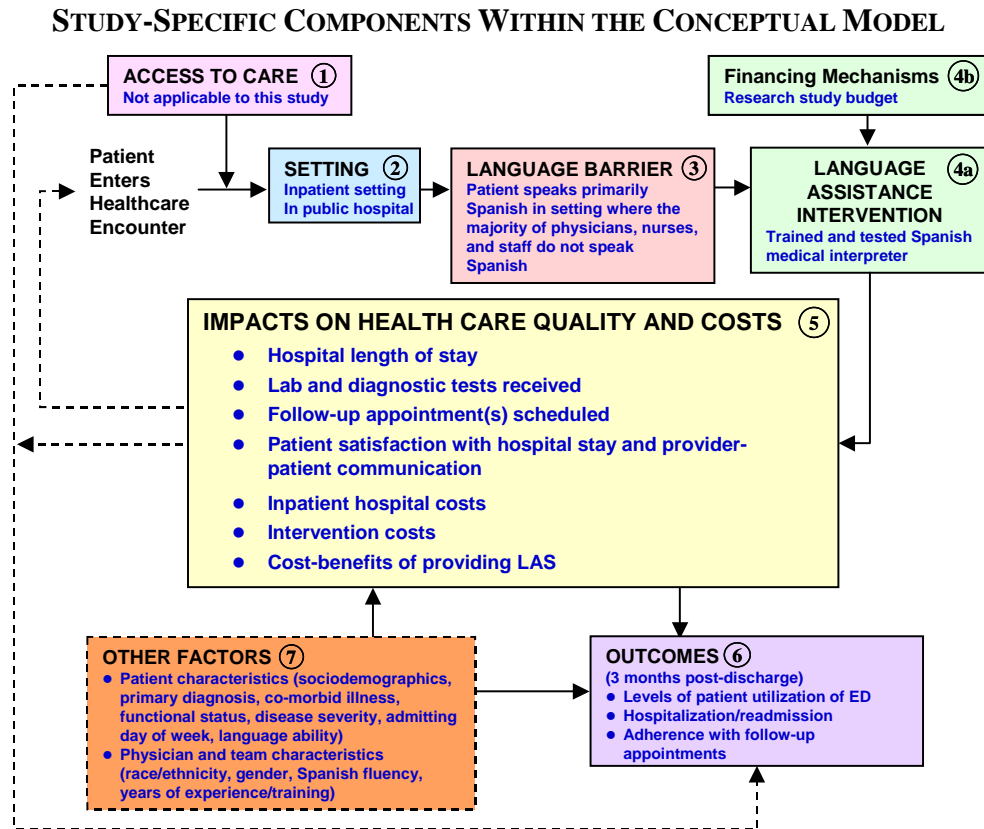 STUDY-SPECIFIC COMPONENTS WITHIN THE CONCEPTUAL MODEL
ACCESS TO CARE 1
Not applicable to this study
Financing Mechanisms 4b
Research study budget
Patient
Enters
Healthcare
Encounter
SETTING 2
Inpatient setting
In public hospital
LANGUAGE BARRIER 3
Patient speaks primarily
Spanish in setting where the
majority of physicians, nurses,
and staff do not speak
Spanish
LANGUAGE 4a
ASSISTANCE
INTERVENTION
Trained and tested Spanish
medical interpreter
IMPACTS ON HEALTH CARE QUALITY AND COSTS 5
● Hospital length of stay
● Lab and diagnostic tests received
● Follow-up appointment(s) scheduled
● Patient satisfaction with hospital stay and provider-
patient communication
● Inpatient hospital costs
● Intervention costs
● Cost-benefits of providing LAS
OTHER FACTORS 7
● Patient characteristics (sociodemographics,
primary diagnosis, co-morbid illness,
functional status, disease severity, admitting
day of week, language ability)
● Physician and team characteristics
(race/ethnicity, gender, Spanish fluency,
years of experience/training)
OUTCOMES 6
(3 months post-discharge)
● Levels of patient utilization of ED
● Hospitalization/readmission
● Adherence with follow-up
appointments